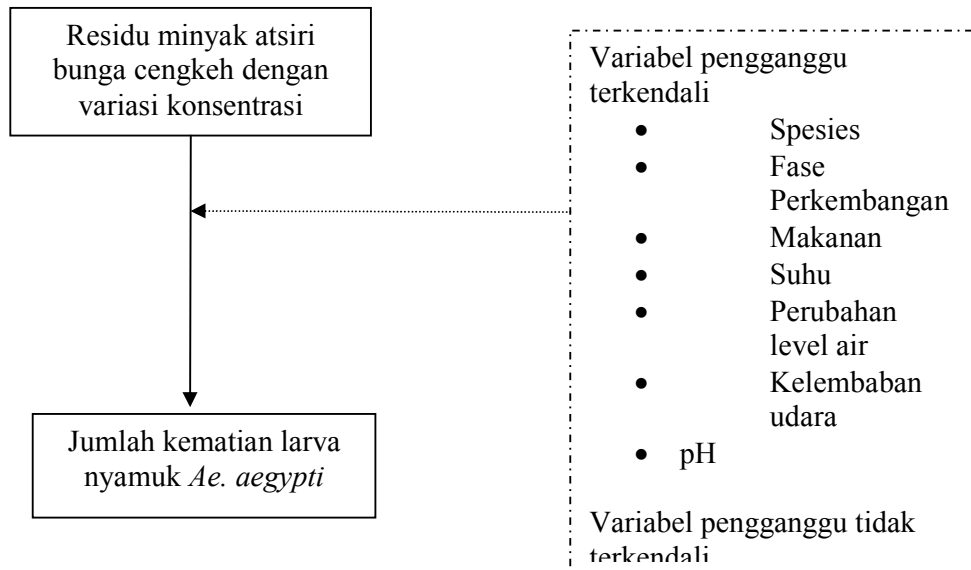 Residu minyak atsiri
bunga cengkeh dengan
variasi konsentrasi
Jumlah kematian larva
nyamuk Ae. aegypti
Variabel pengganggu
terkendali
• Spesies
• Fase
Perkembangan
• Makanan
• Suhu
• Perubahan
level air
• Kelembaban
udara
• pH
Variabel pengganggu tidak
terkendali